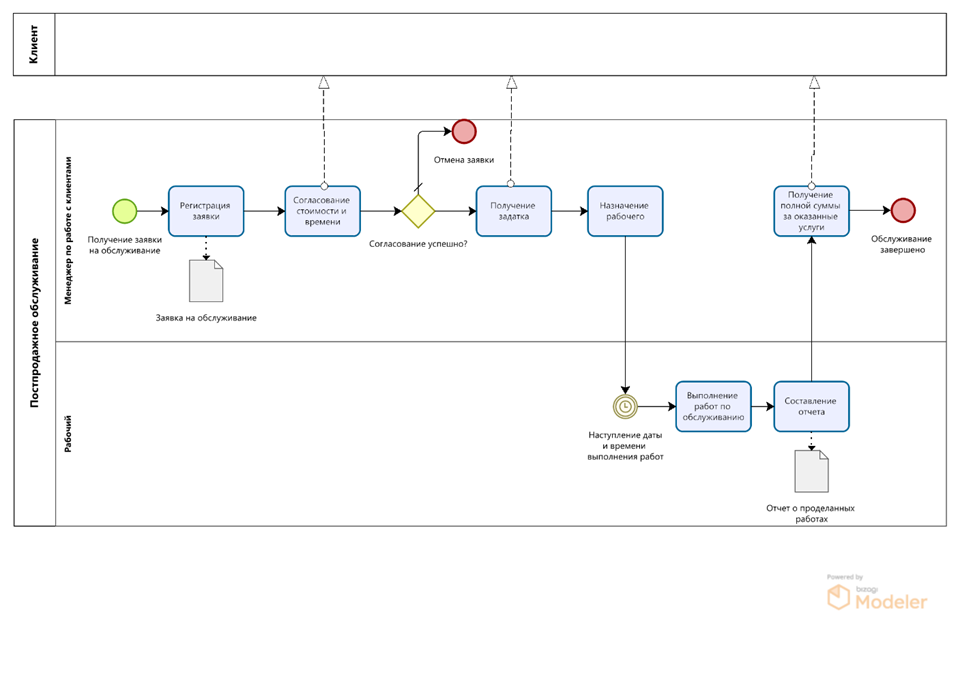 Клиент
Постпродажное обслуживание
Менеджер по работе с клиентами
Получение заявки
на обслуживание
Регистрация
заявки
Заявка на обслуживание
Согласование
стоимости и
времени
Согласование успешно?
Отмена заявки
Получение
задатка
Назначение
рабочего
Получение
полной суммы
за оказанные
услуги
Обслуживание
завершено
Рабочий
Наступление даты
и времени
выполнения работ
Выполнение
работ по
обслуживанию
Составление
отчета
Отчет о проделанных
работах
Powered by
bizagi
Modeler